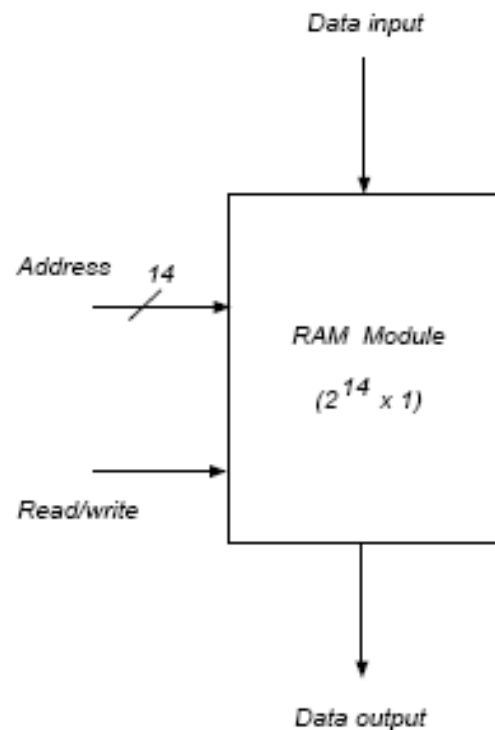 Data input
Address
14
RAM Module
(2^14 x 1)
Read/write
Data output